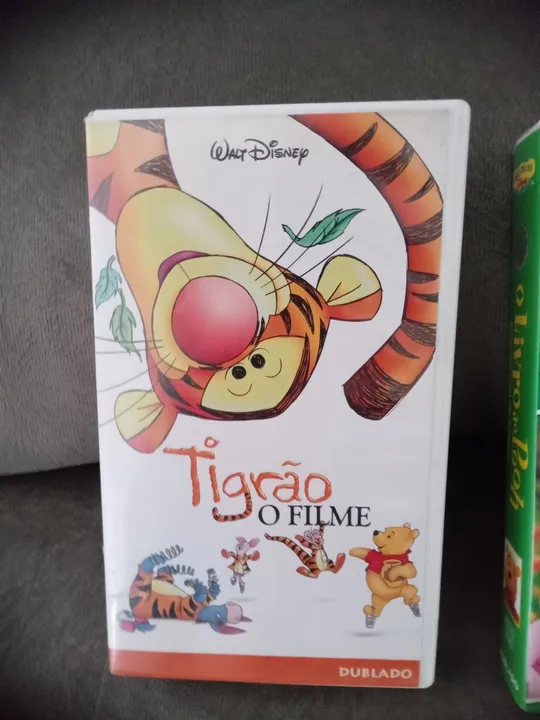 Walt Disney
o
Tigrão
O FILME
DUBLADO
O Livro do Pooh